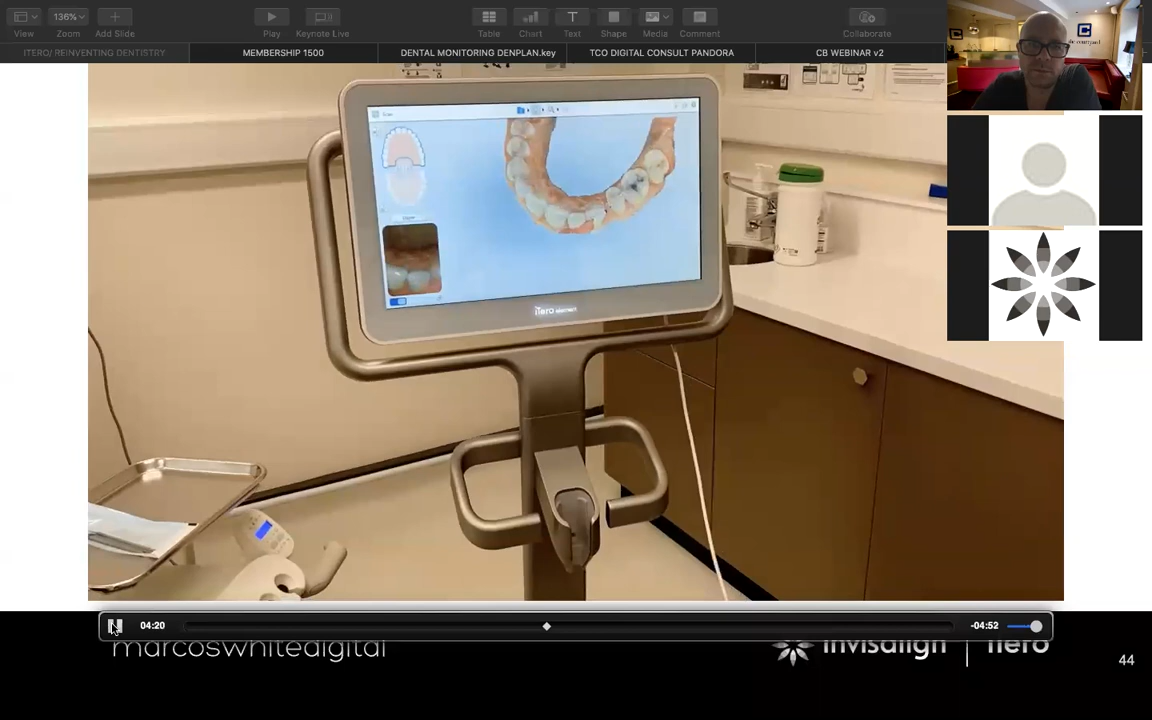 136%
View
Zoom
Add Slide
Play
Keynote Live
Table
Chart
Text
Shape
Media
Comment
Collaborate
ITERO/ REINVENTING DENTISTRY
MEMBERSHIP 1500
DENTAL MONITORING DENPLAN.key
TCO DIGITAL CONSULT PANDORA
CB WEBINAR v2
iTero
04:20
-04:52
marcoswhitedigital
invisalign
iTero
44